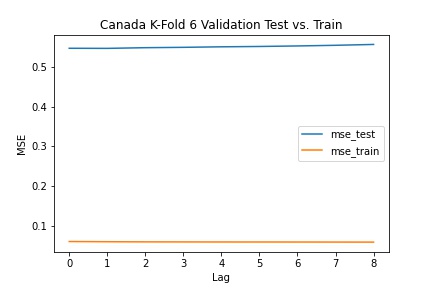 Canada K-Fold 6 Validation Test vs. Train
MSE
0.5
0.4
0.3
0.2
0.1
mse_test
mse_train
0 1 2 3 4 5 6 7 8
Lag